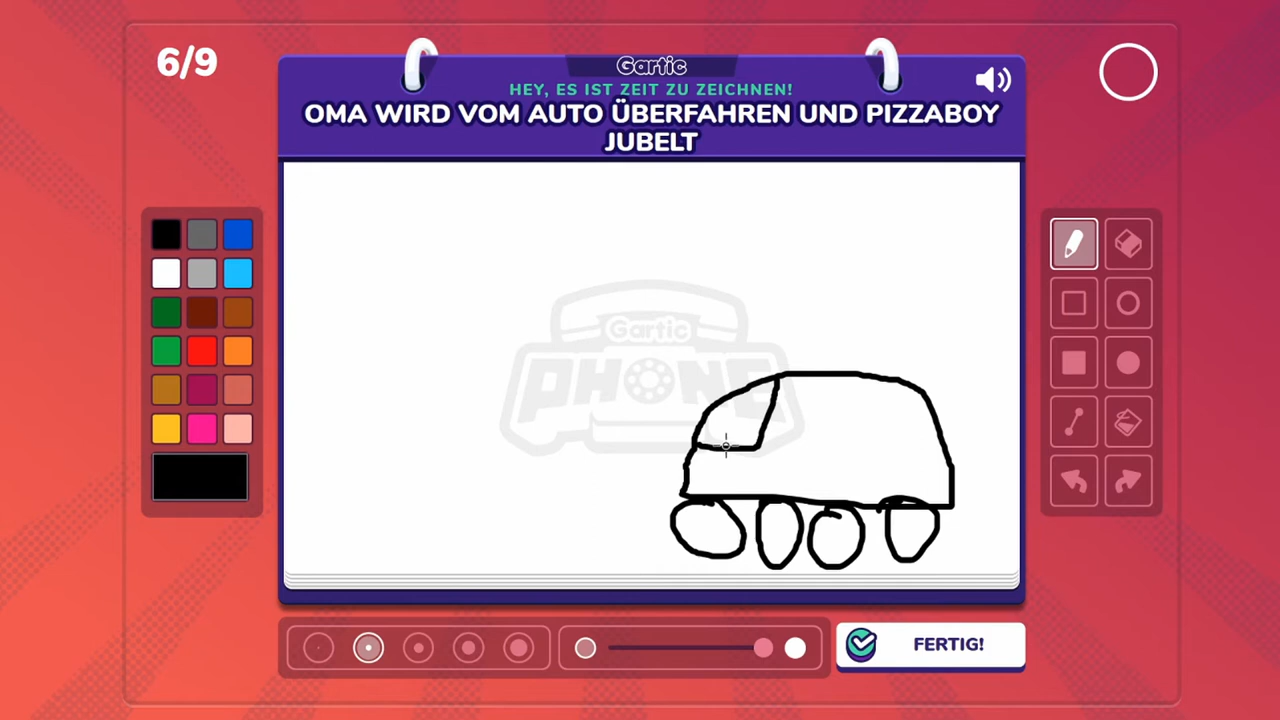 6/9
Gartic
HEY, ES IST ZEIT ZU ZEICHNEN!
OMA WIRD VOM AUTO ÜBERFAHREN UND PIZZABOY
JUBELT
Gartic
PHONE
FERTIG!